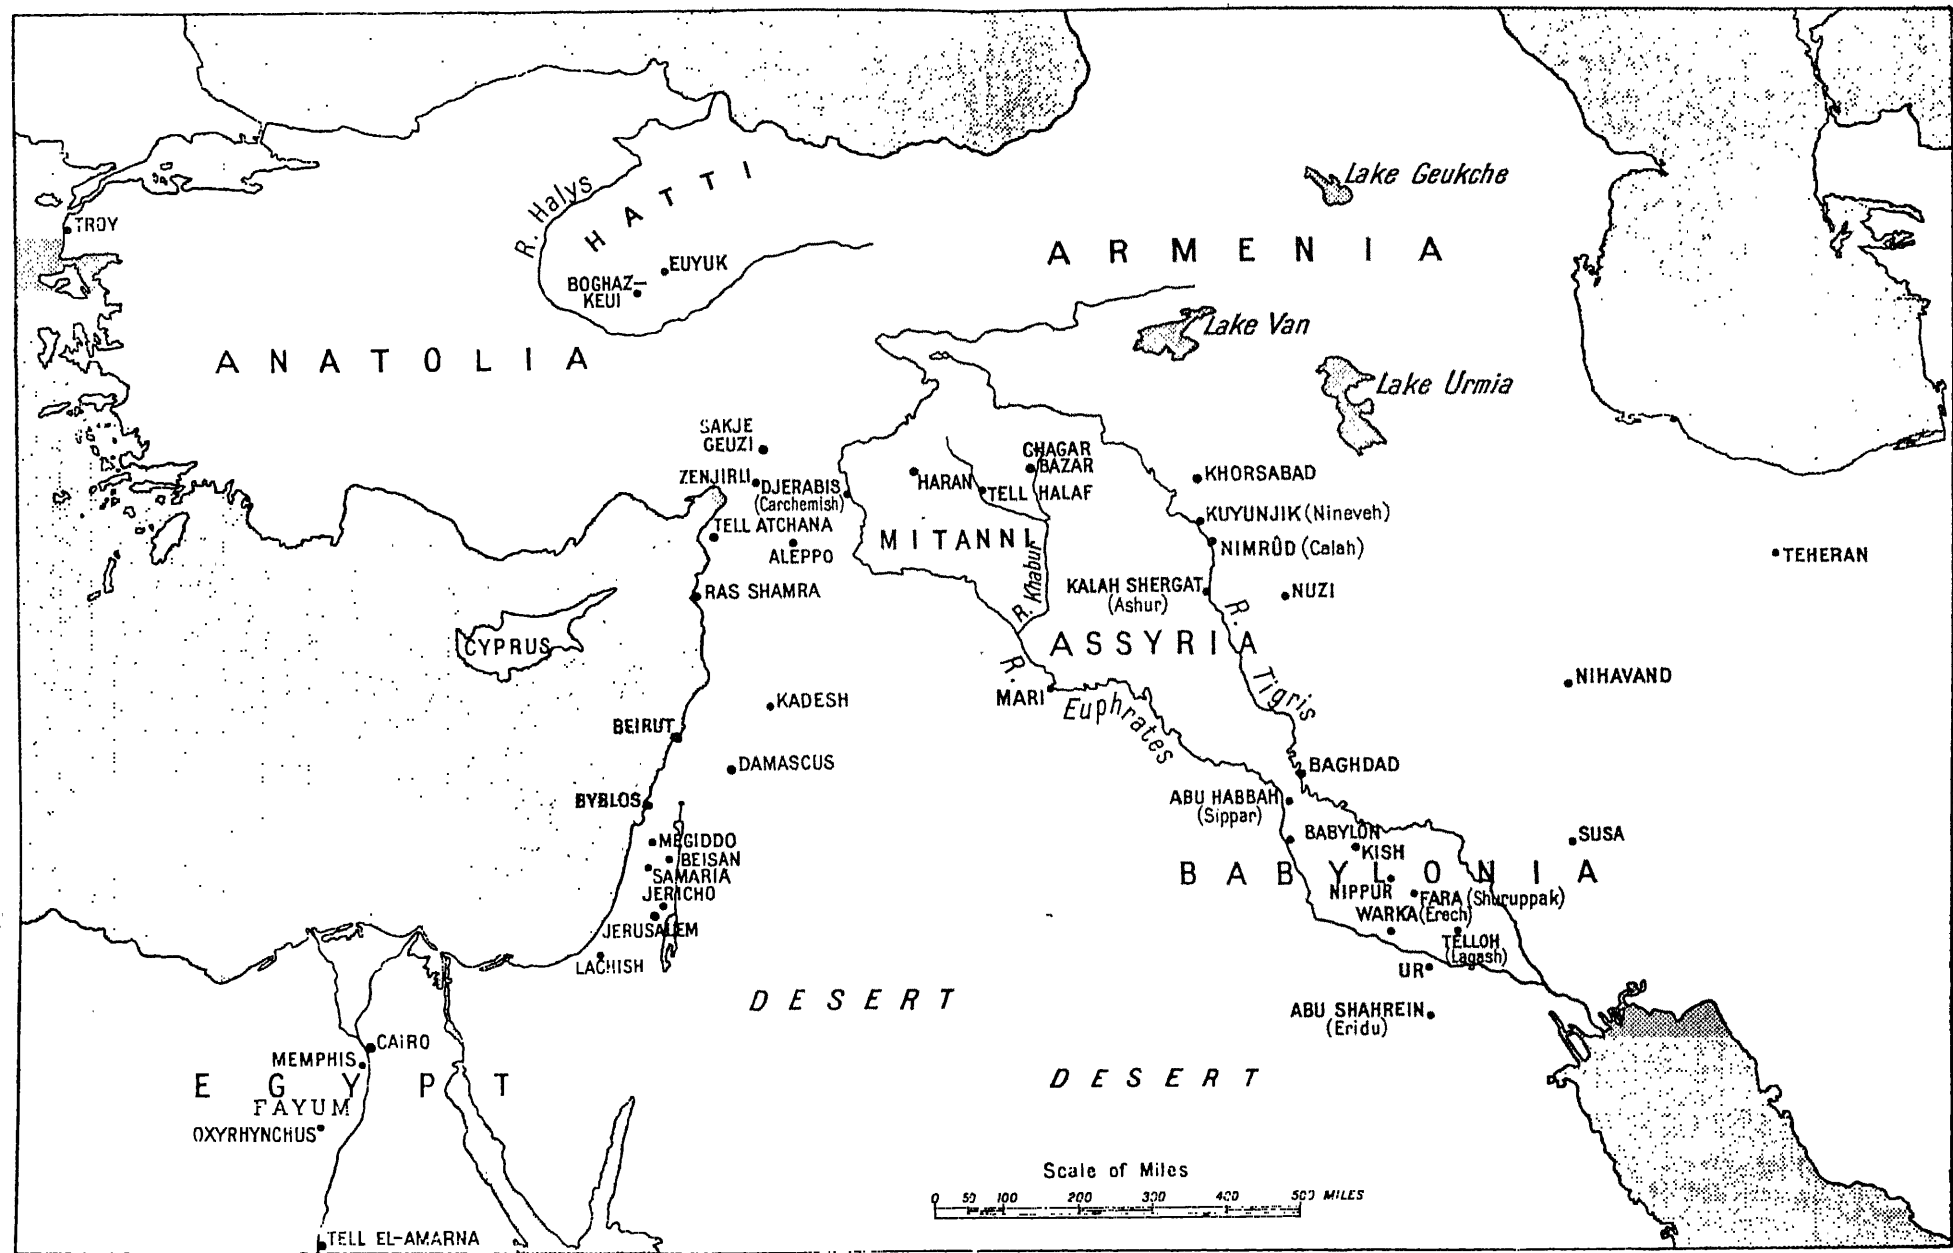 Lake Geukche
R. Halys
HATTI
TROY
ARMENIA
EUYUK
BOGHAZ-
KEUI
Lake Van
ANATOLIA
Lake Urmia
SAKJE
GEUZI
CHAGAR
BAZAR
KHORSABAD
ZENJIRLI
DJERABIS
(Carchemish)
HARAN
TELL HALAF
KUYUNJIK (Nineveh)
TELL ATCHANA
MITANNI
NIMRÛD (Calah)
ALEPPO
TEHERAN
R. Khabur
KALAH SHERGAT
(Ashur)
NUZI
RAS SHAMRA
CYPRUS
ASSYRIA
R. Tigris
NIHAVAND
MARI
R. Euphrates
KADESH
BEIRUT
DAMASCUS
BAGHDAD
BYBLOS
ABU HABBAH
(Sippar)
MEGIDDO
BABYLON
SUSA
BEISAN
KISH
SAMARIA
BABYLONIA
JERICHO
NIPPUR
FARA (Shuruppak)
WARKA (Erech)
JERUSALEM
TELLOH
(Lagash)
LACHISH
UR
DESERT
ABU SHAHREIN
(Eridu)
CAIRO
MEMPHIS
DESERT
EGYPT
FAYUM
OXYRHYNCHUS
Scale of Miles
0 50 100 200 300 400 500 MILES
TELL EL-AMARNA